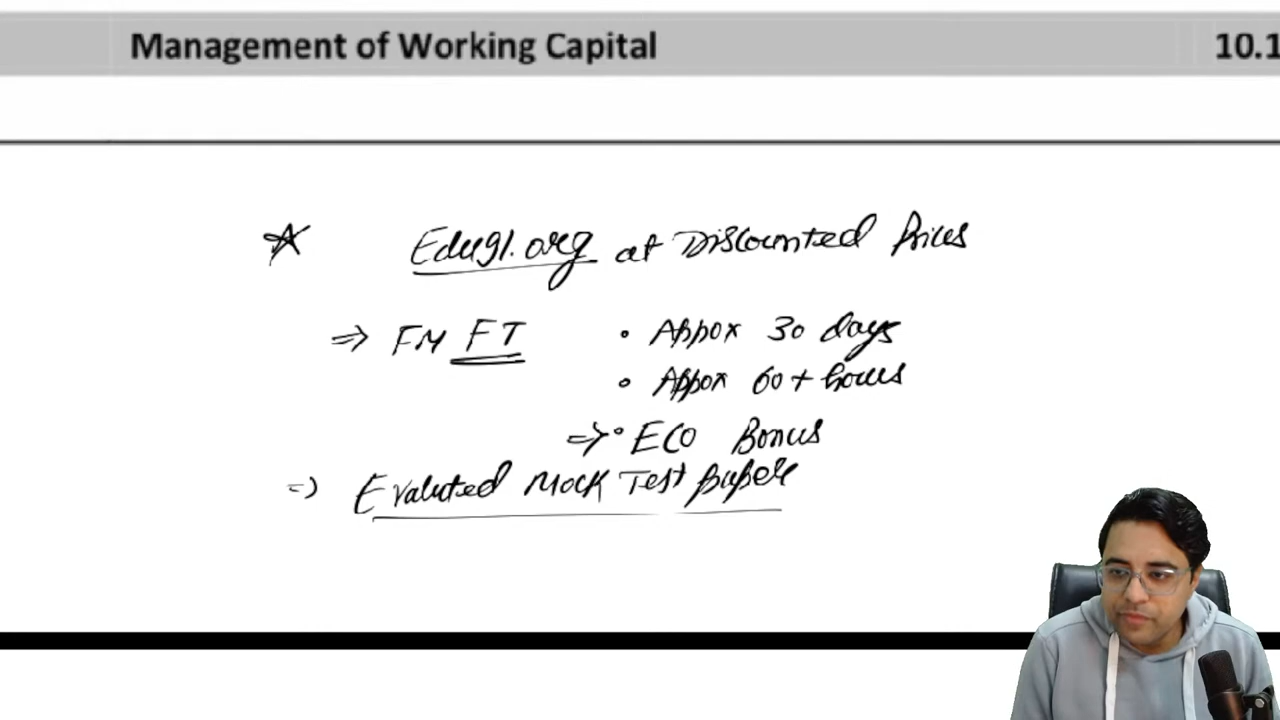 Management of Working Capital 10.1
Edu91.org at Discounted Prices
⇒ FM FT • Appox 30 days
• Appox 60+ hours
⇒ • ECO Bonus
⇒ Evaluted Mock Test paper